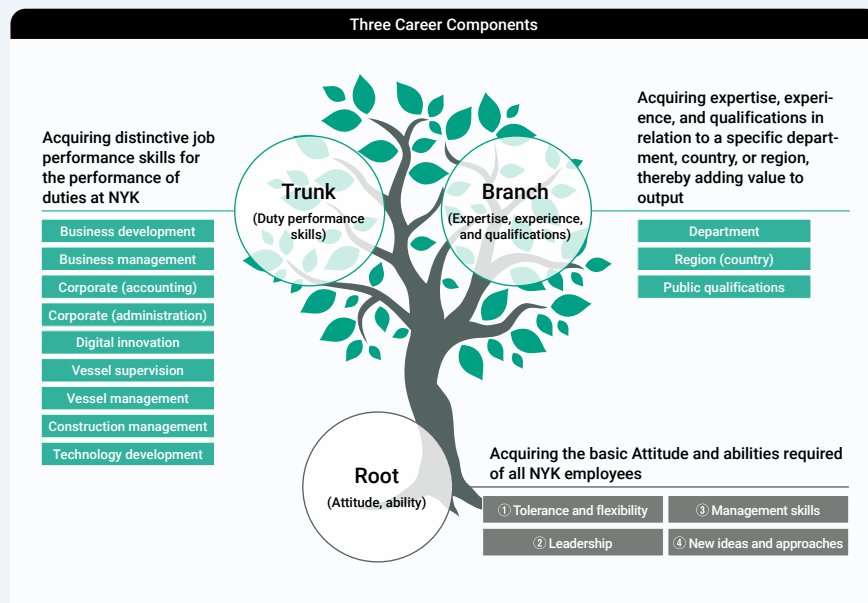 Three Career Components
Acquiring distinctive job
performance skills for
the performance of
duties at NYK
Business development
Business management
Corporate (accounting)
Corporate (administration)
Digital innovation
Vessel supervision
Vessel management
Construction management
Technology development
Trunk
(Duty performance
skills)
Branch
(Expertise, experience,
and qualifications)
Acquiring expertise, experi-
ence, and qualifications in
relation to a specific depart-
ment, country, or region,
thereby adding value to
output
Department
Region (country)
Public qualifications
Root
(Attitude, ability)
Acquiring the basic Attitude and abilities required
of all NYK employees
① Tolerance and flexibility
② Leadership
③ Management skills
④ New ideas and approaches